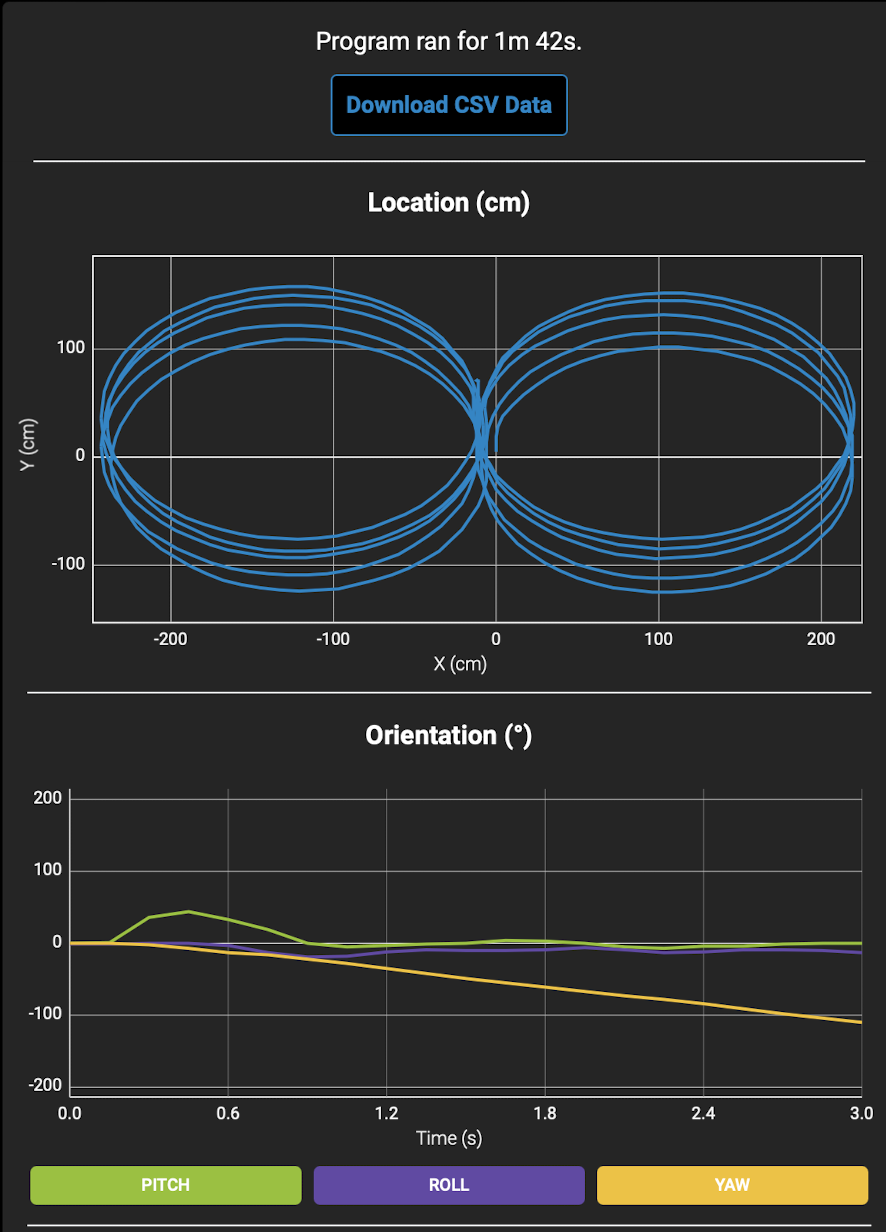 Program ran for 1m 42s.
Download CSV Data
Location (cm)
100
0
-100
Y (cm)
-200 -100 0 100 200
X (cm)
Orientation (°)
200
100
0
-100
-200
0.0 0.6 1.2 1.8 2.4 3.0
Time (s)
PITCH ROLL YAW